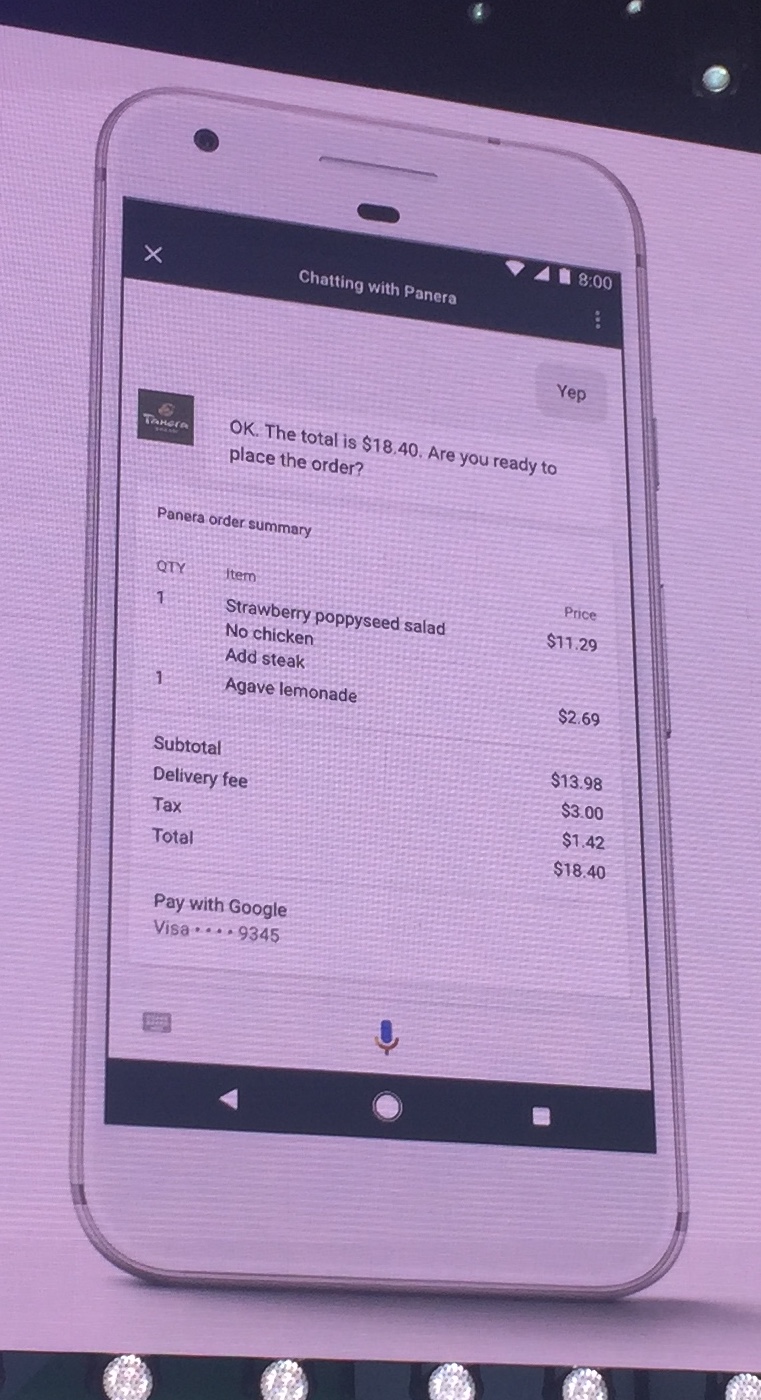 8:00
Chatting with Panera
Yep
Panera
OK. The total is $18.40. Are you ready to
place the order?
Panera order summary
QTY Item Price
1 Strawberry poppyseed salad $11.29
No chicken
Add steak
1 Agave lemonade $2.69
Subtotal $13.98
Delivery fee $3.00
Tax $1.42
Total $18.40
Pay with Google
Visa •••• 9345